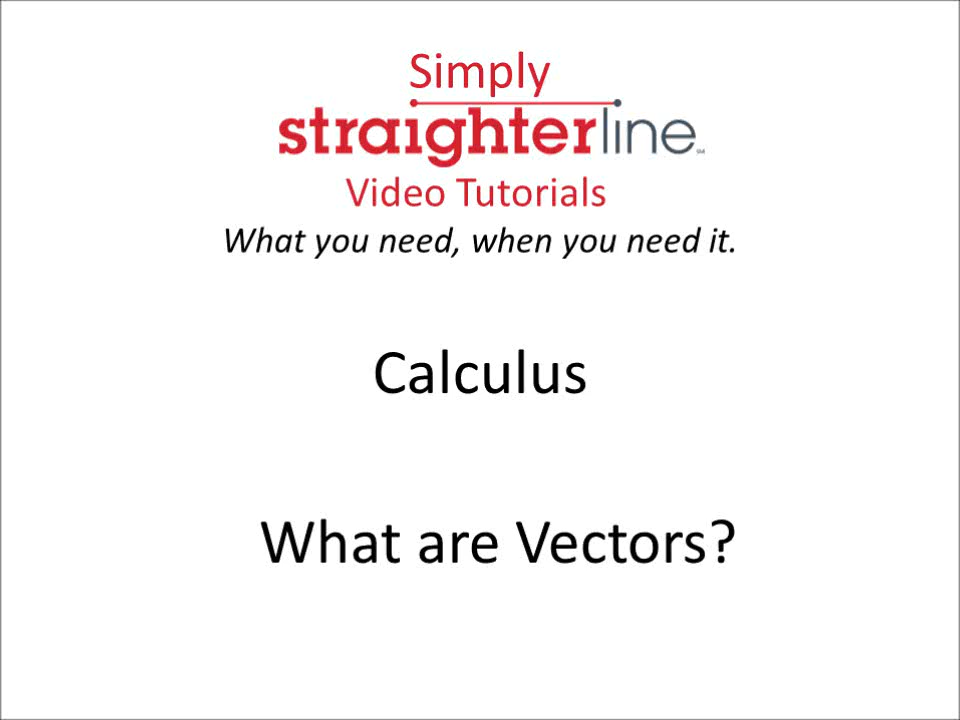 Simply
straighterline
Video Tutorials
What you need, when you need it.
Calculus
What are Vectors?